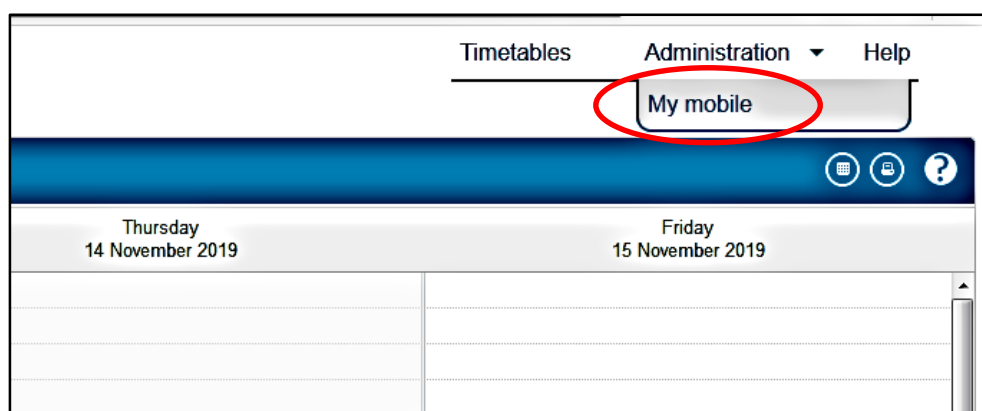 Timetables Administration Help
My mobile
?
Thursday Friday
14 November 2019 15 November 2019